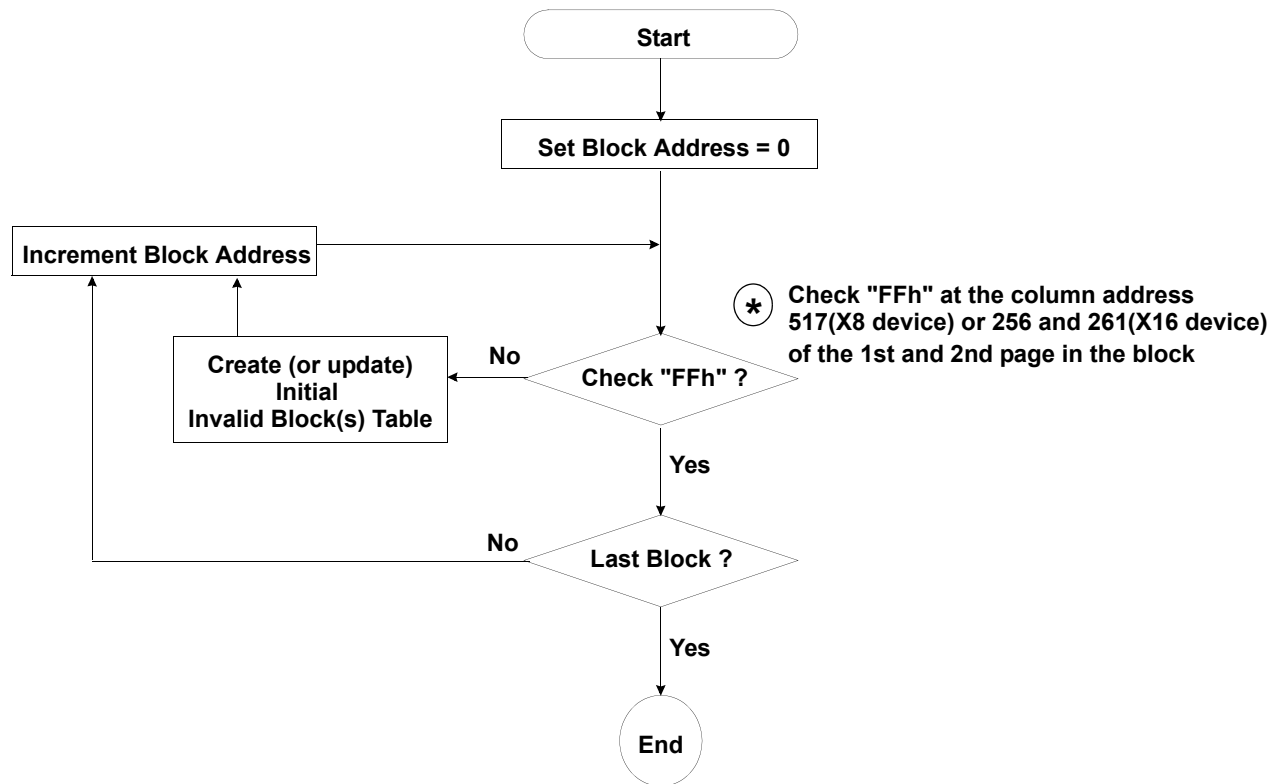 Start
Set Block Address = 0
Increment Block Address
* Check "FFh" at the column address
517(X8 device) or 256 and 261(X16 device)
of the 1st and 2nd page in the block
No
Create (or update)
Initial
Invalid Block(s) Table
Check "FFh" ?
Yes
No
Last Block ?
Yes
End